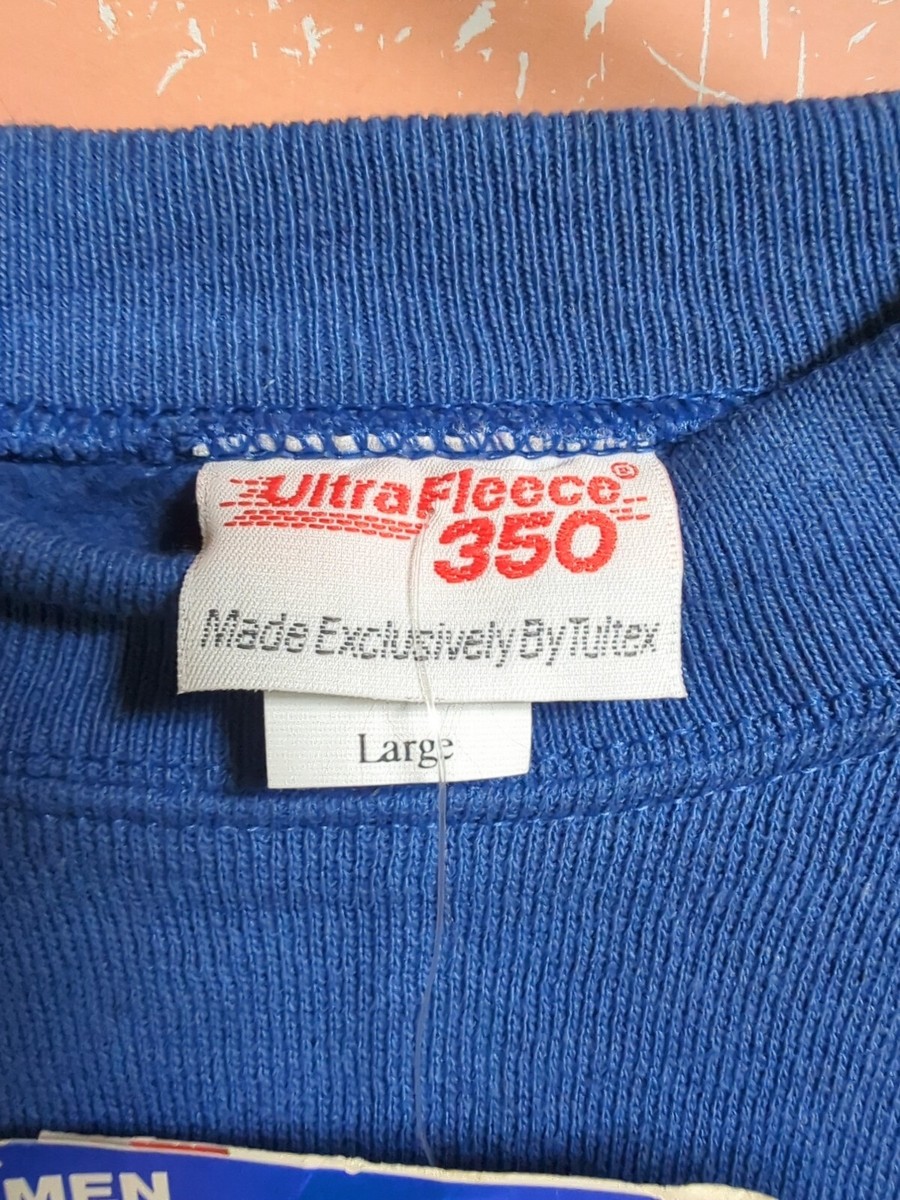 UltraFleece®
350
Made Exclusively By Tultex
Large
MEN